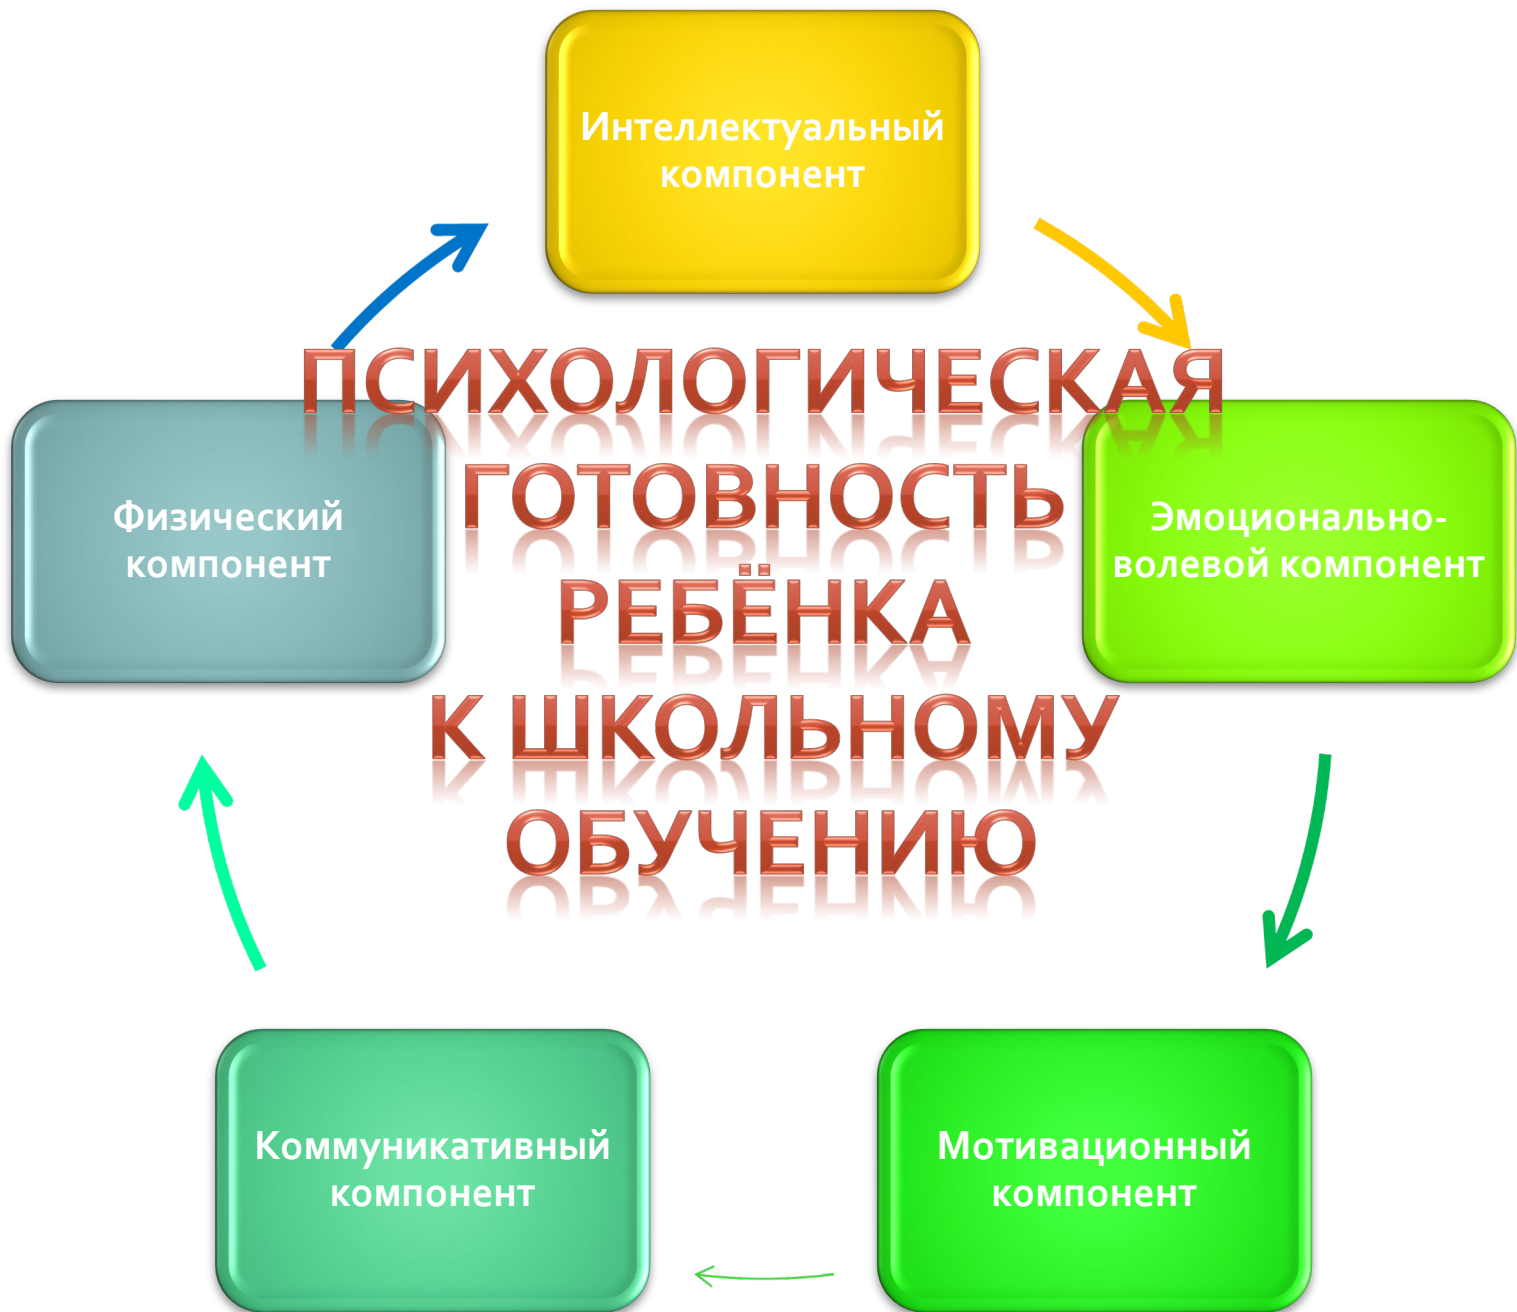 Интеллектуальный
компонент
ПСИХОЛОГИЧЕСКАЯ
ГОТОВНОСТЬ
РЕБЁНКА
К ШКОЛЬНОМУ
ОБУЧЕНИЮ
Физический
компонент
Эмоционально-
волевой компонент
Коммуникативный
компонент
Мотивационный
компонент